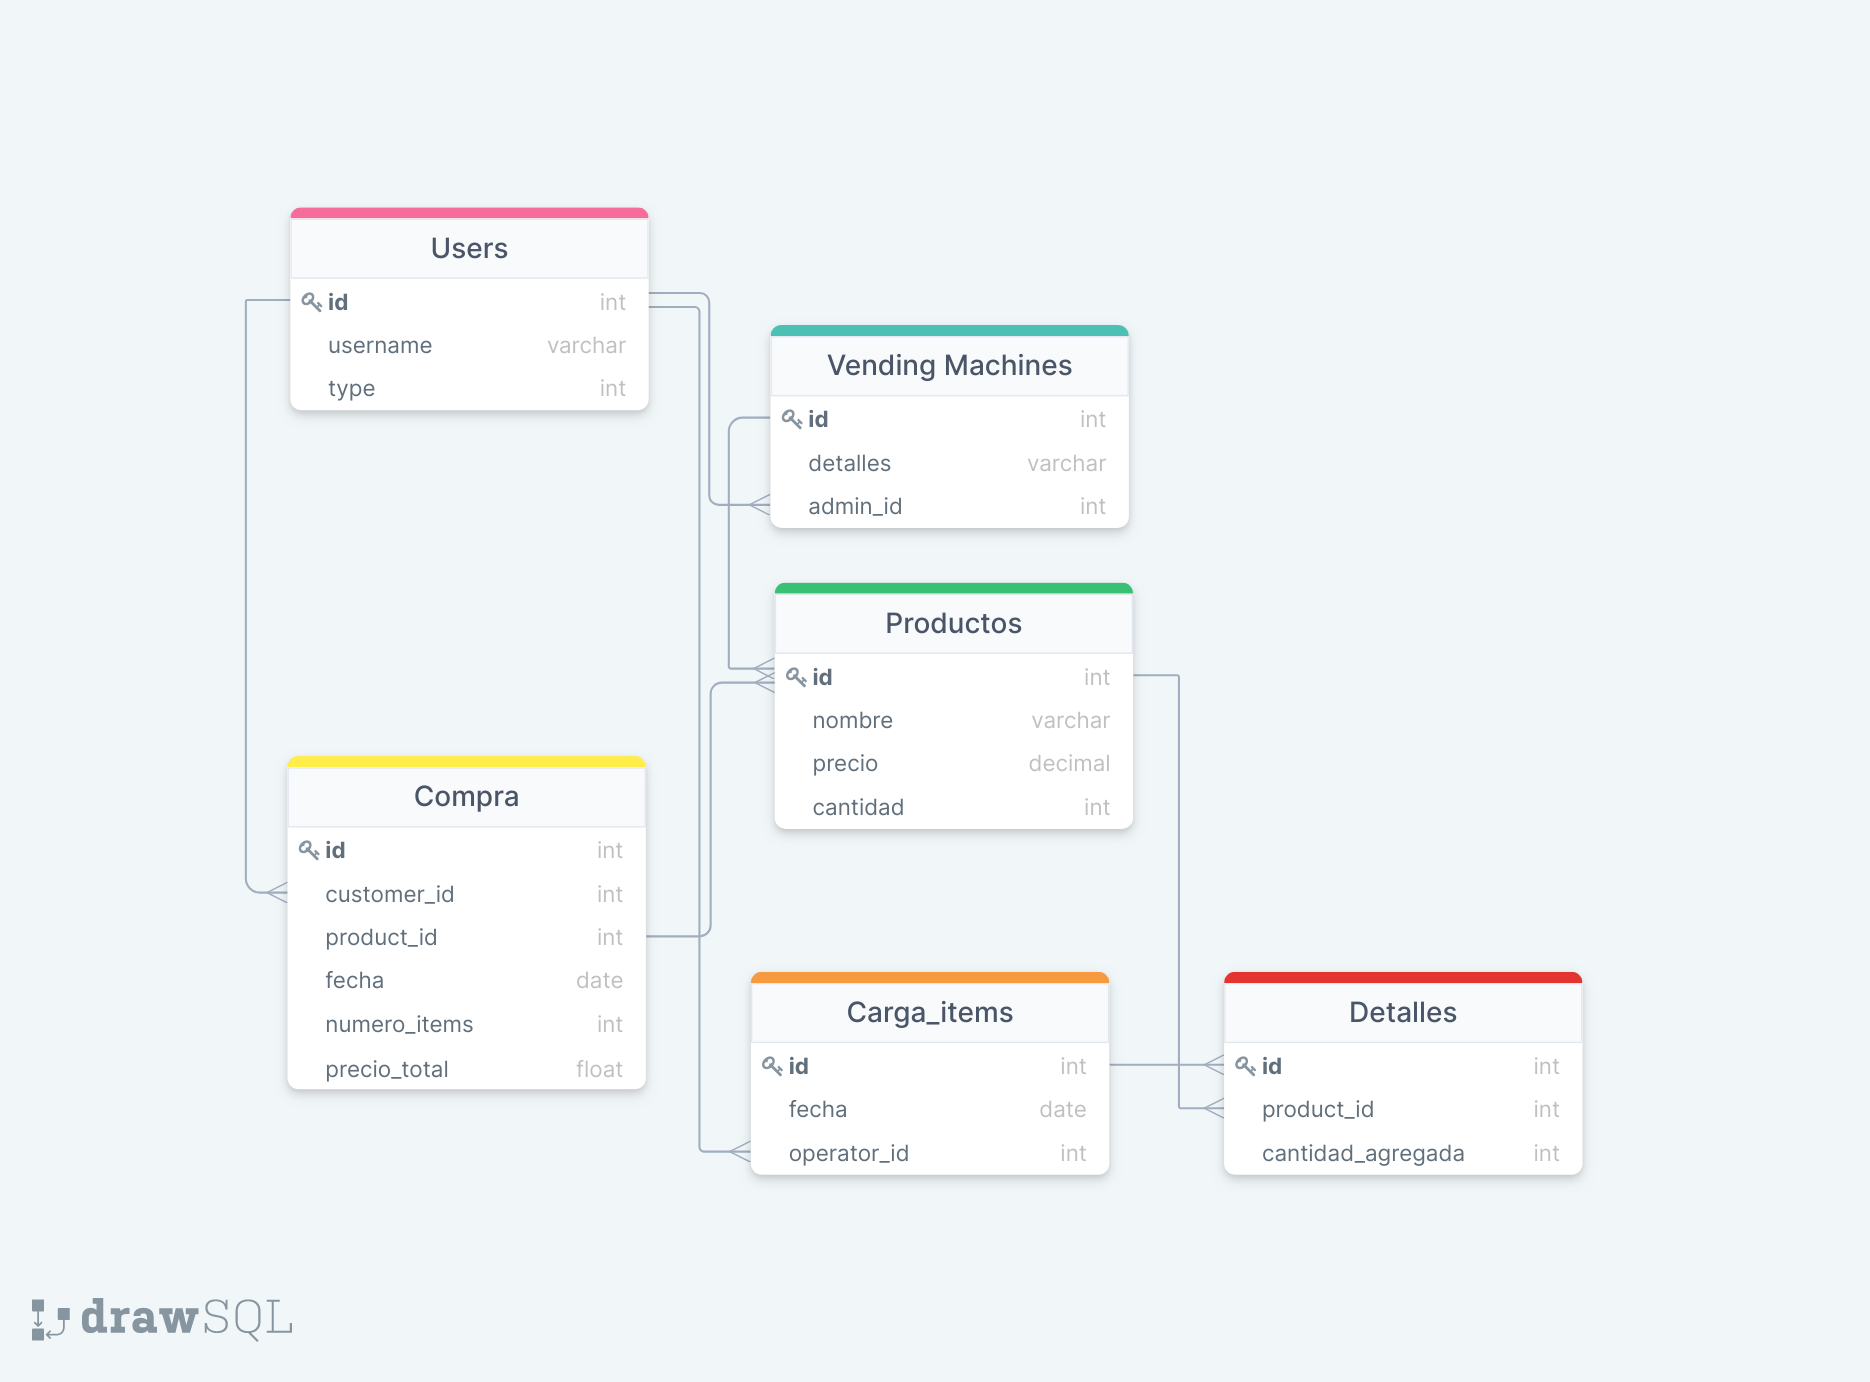 Users
id int
username varchar
type int
Vending Machines
id int
detalles varchar
admin_id int
Productos
id int
nombre varchar
precio decimal
cantidad int
Compra
id int
customer_id int
product_id int
fecha date
numero_items int
precio_total float
Carga_items
id int
fecha date
operator_id int
Detalles
id int
product_id int
cantidad_agregada int
drawSQL